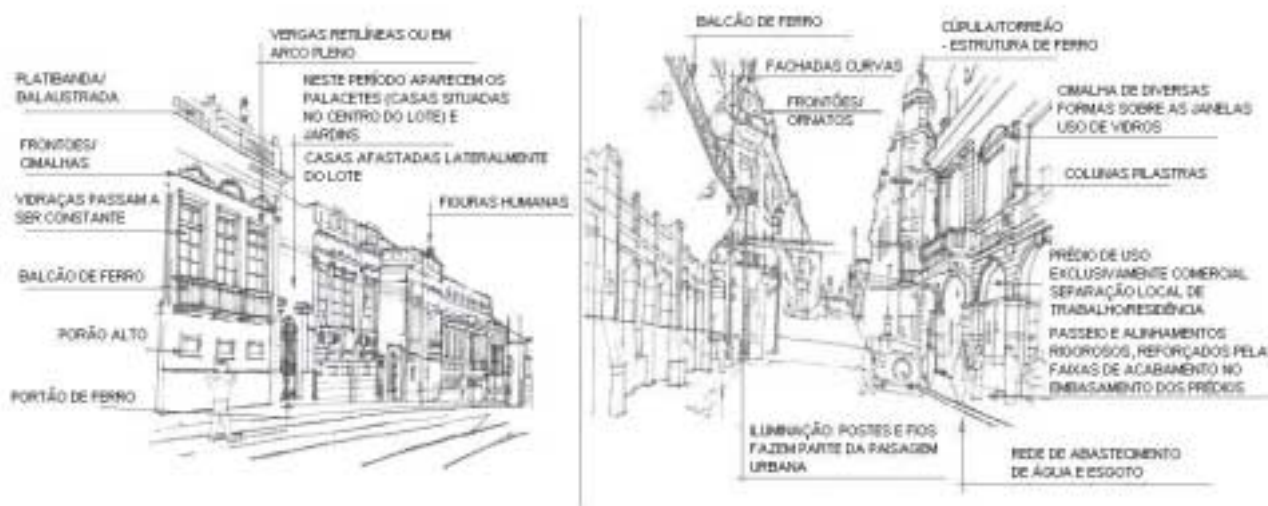 VERGAS RETILÍNEAS OU EM
ARCO PLENO
PLATIBANDA/
BALAUSTRADA
NESTE PERÍODO APARECEM OS
PALACETES (CASAS SITUADAS
NO CENTRO DO LOTE) E
JARDINS
FRONTOES/
CIMALHAS
CASAS AFASTADAS LATERALMENTE
DO LOTE
VIDRAÇAS PASSAM A
SER CONSTANTE
FIGURAS HUMANAS
BALCÃO DE FERRO
PORÃO ALTO
PORTÃO DE FERRO
BALCÃO DE FERRO
CÚPULA/TORREÃO
- ESTRUTURA DE FERRO
FACHADAS CURVAS
FRONTÕES/
ORNATOS
CIMALHA DE DIVERSAS
FORMAS SOBRE AS JANELAS
USO DE VIDROS
COLUNAS PILASTRAS
PRÉDIO DE USO
EXCLUSIVAMENTE COMERCIAL
SEPARAÇÃO LOCAL DE
TRABALHO/RESIDÊNCIA
PASSEIO E ALINHAMENTOS
RIGOROSOS, REFORÇADOS PELA
FAIXAS DE ACABAMENTO NO
EMBASAMENTO DOS PRÉDIOS
ILUMINAÇÃO: POSTES E FIOS
FAZEM PARTE DA PAISAGEM
URBANA
REDE DE ABASTECIMENTO
DE ÁGUA E ESGOTO